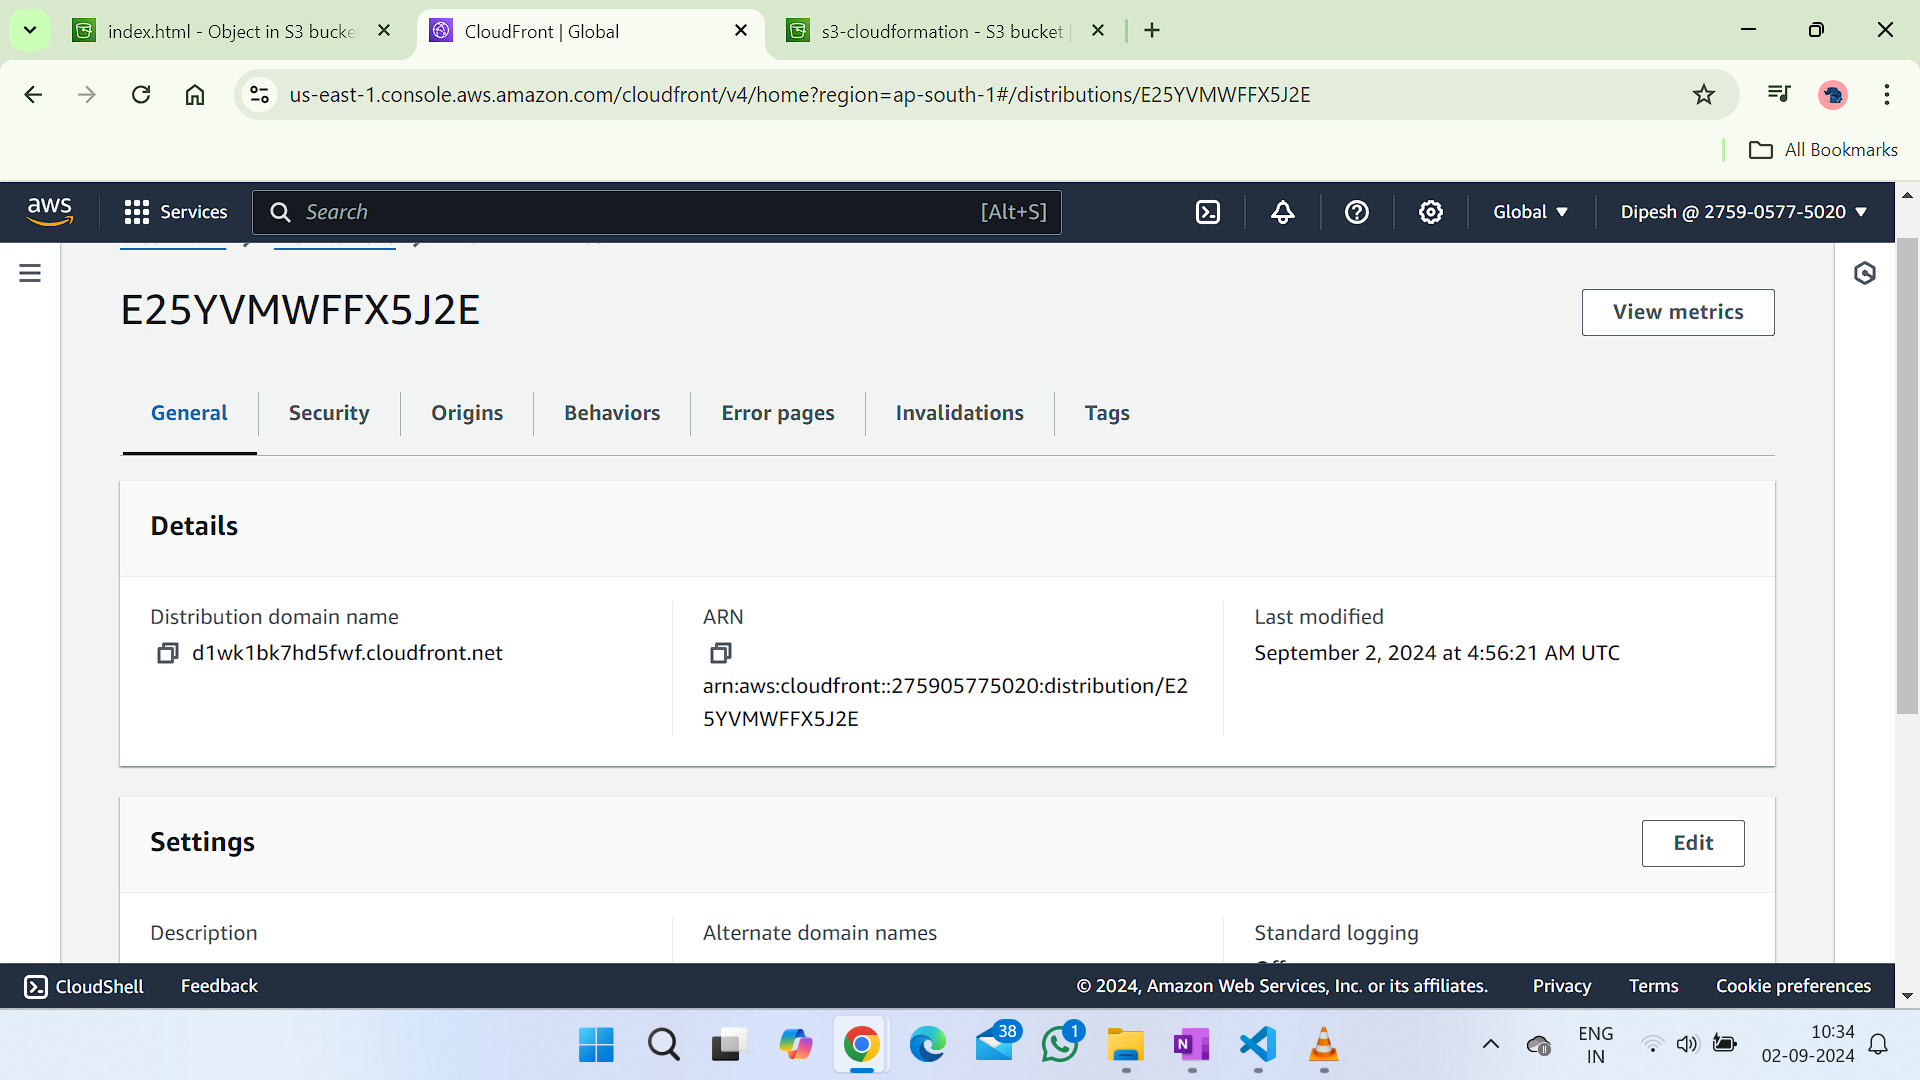 index.html - Object in S3 bucke
CloudFront | Global
s3-cloudformation - S3 bucket |
us-east-1.console.aws.amazon.com/cloudfront/v4/home?region=ap-south-1#/distributions/E25YVMWFFX5J2E
All Bookmarks
aws
Services
Search
[Alt+S]
Global
Dipesh @ 2759-0577-5020
E25YVMWFFX5J2E
View metrics
General
Security
Origins
Behaviors
Error pages
Invalidations
Tags
Details
Distribution domain name
d1wk1bk7hd5fwf.cloudfront.net
ARN
arn:aws:cloudfront::275905775020:distribution/E2
5YVMWFFX5J2E
Last modified
September 2, 2024 at 4:56:21 AM UTC
Settings
Edit
Description
Alternate domain names
Standard logging
CloudShell
Feedback
© 2024, Amazon Web Services, Inc. or its affiliates.
Privacy
Terms
Cookie preferences
38
1
N
ENG
IN
10:34
02-09-2024